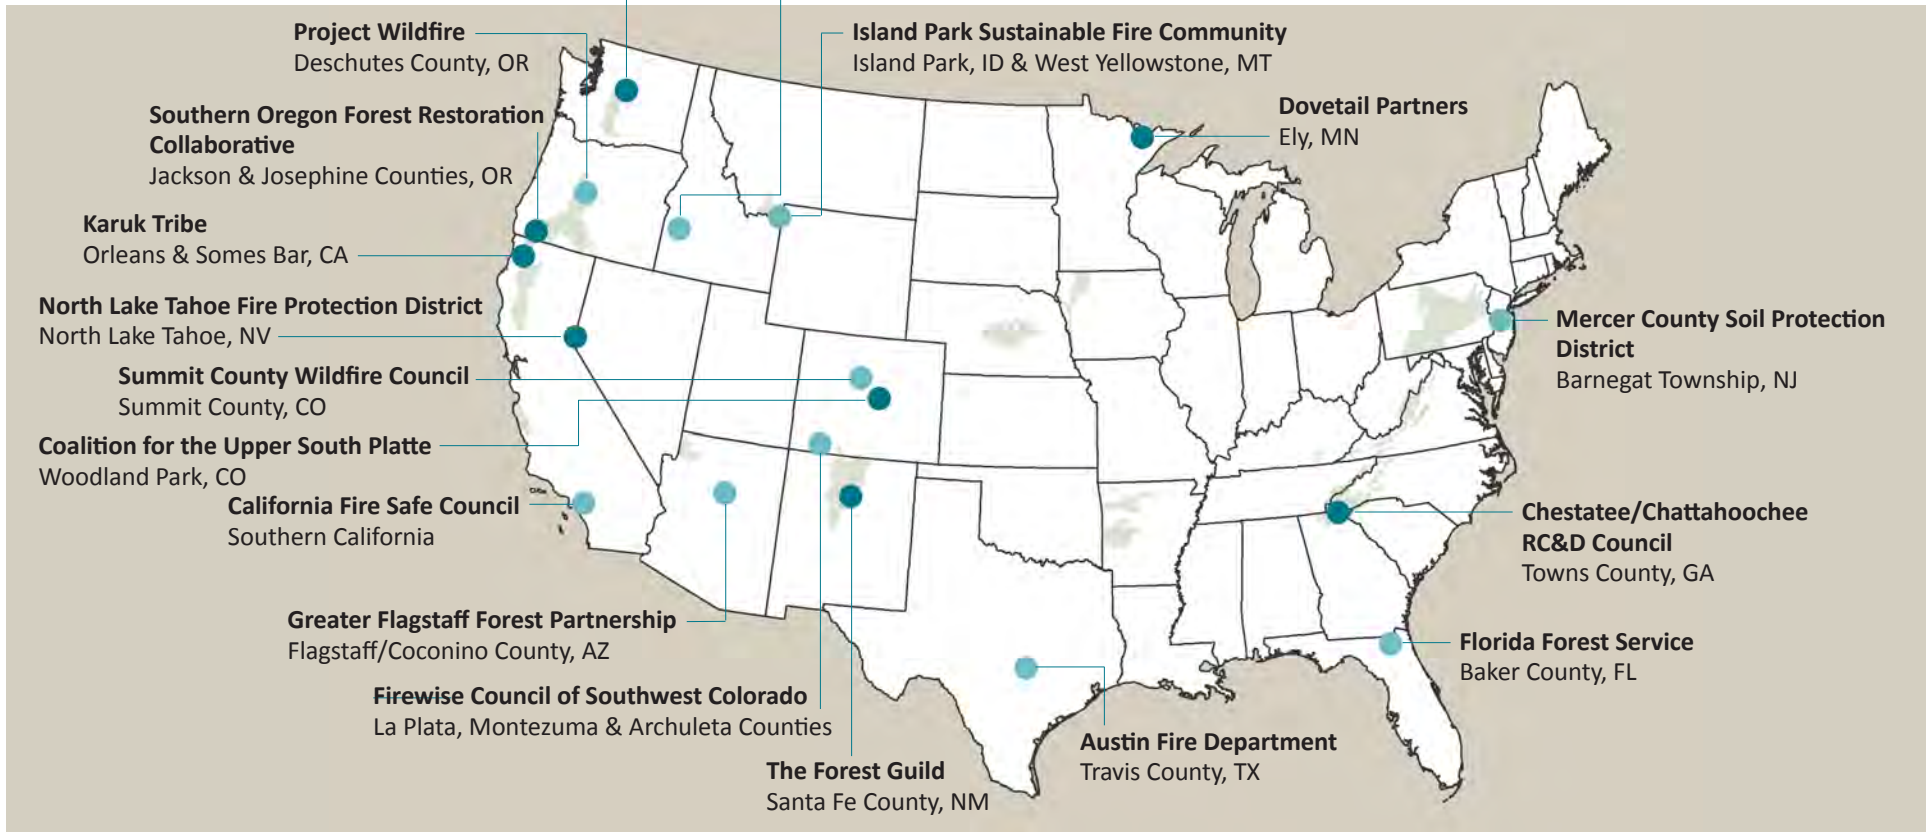 Project Wildfire
Deschutes County, OR
Island Park Sustainable Fire Community
Island Park, ID & West Yellowstone, MT
Southern Oregon Forest Restoration
Collaborative
Jackson & Josephine Counties, OR
Dovetail Partners
Ely, MN
Karuk Tribe
Orleans & Somes Bar, CA
North Lake Tahoe Fire Protection District
North Lake Tahoe, NV
Mercer County Soil Protection
District
Barnegat Township, NJ
Summit County Wildfire Council
Summit County, CO
Coalition for the Upper South Platte
Woodland Park, CO
California Fire Safe Council
Southern California
Chestatee/Chattahoochee
RC&D Council
Towns County, GA
Greater Flagstaff Forest Partnership
Flagstaff/Coconino County, AZ
Florida Forest Service
Baker County, FL
Firewise Council of Southwest Colorado
La Plata, Montezuma & Archuleta Counties
Austin Fire Department
Travis County, TX
The Forest Guild
Santa Fe County, NM